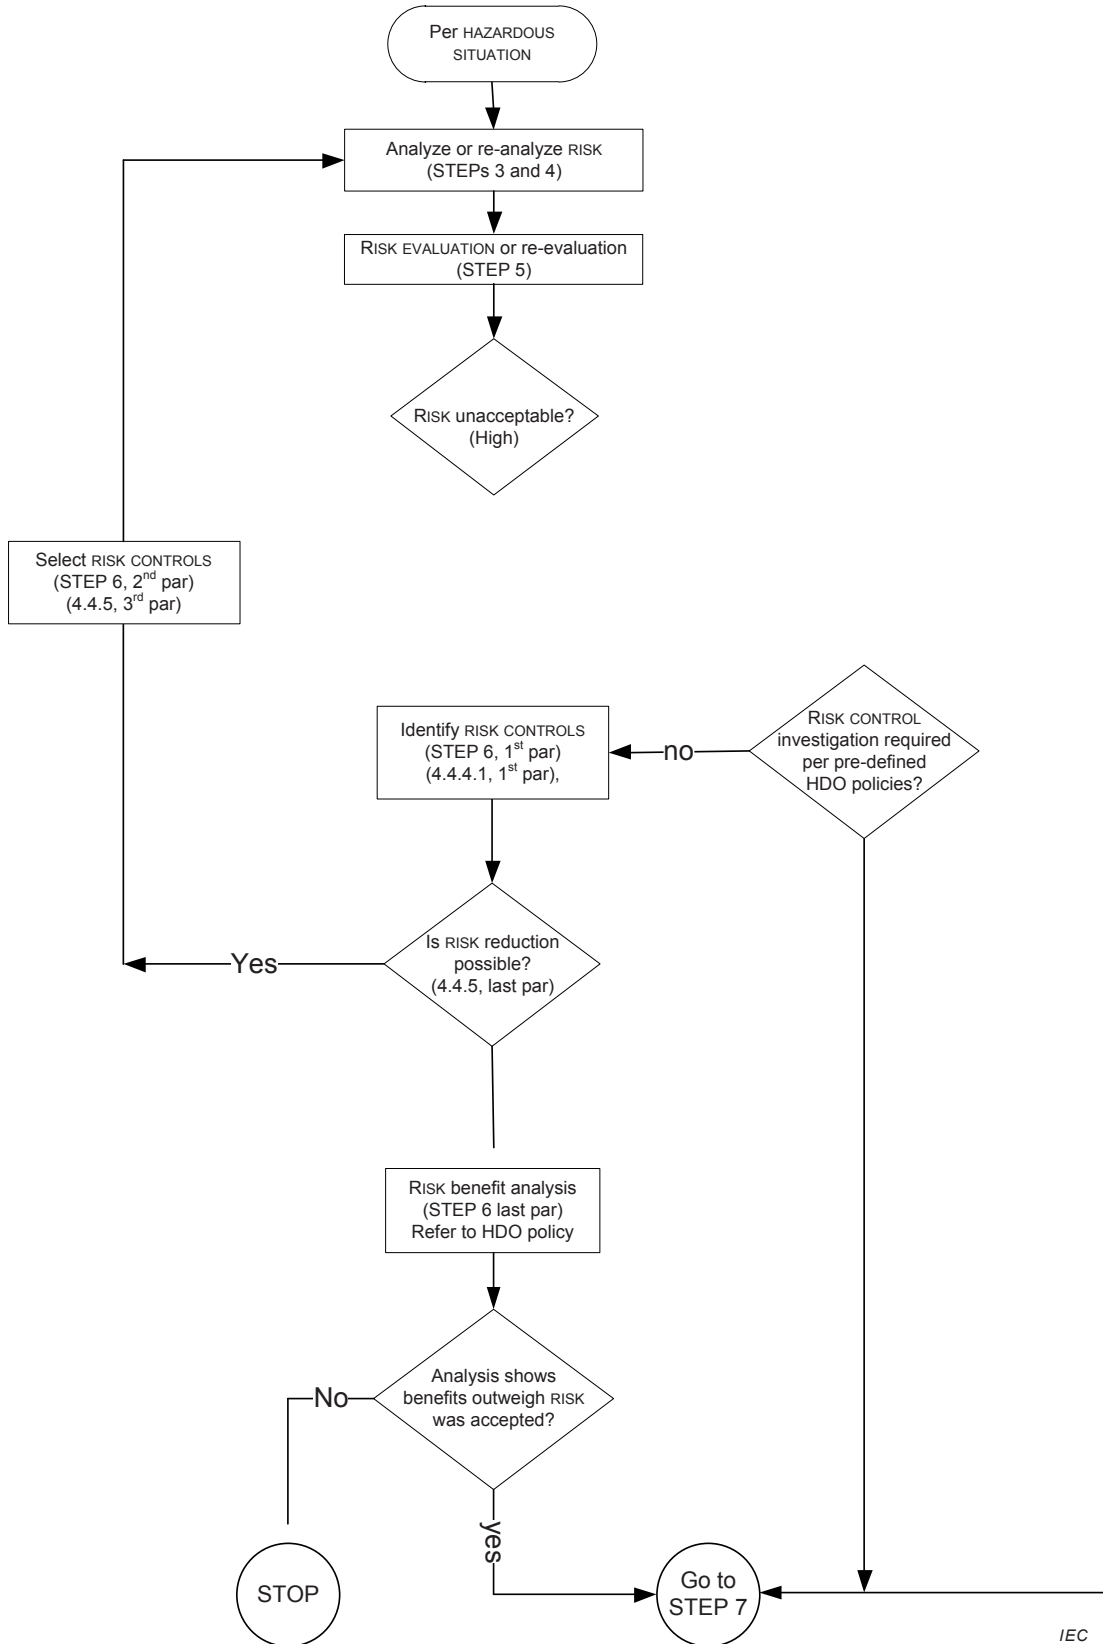 Per HAZARDOUS
SITUATION
Analyze or re-analyze RISK
(STEPs 3 and 4)
RISK EVALUATION or re-evaluation
(STEP 5)
RISK unacceptable?
(High)
Select RISK CONTROLS
(STEP 6, 2nd par)
(4.4.5, 3rd par)
Identify RISK CONTROLS
(STEP 6, 1st par)
(4.4.4.1, 1st par),
no
RISK CONTROL
investigation required
per pre-defined
HDO policies?
Yes
Is RISK reduction
possible?
(4.4.5, last par)
RISK benefit analysis
(STEP 6 last par)
Refer to HDO policy
No
Analysis shows
benefits outweigh RISK
was accepted?
yes
STOP
Go to
STEP 7
IEC